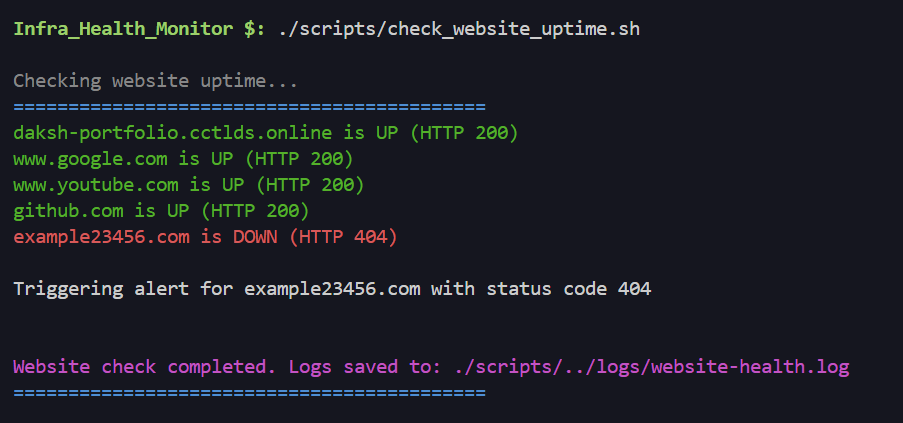 Infra_Health_Monitor $: ./scripts/check_website_uptime.sh
Checking website uptime...
===========================================
daksh-portfolio.cctlds.online is UP (HTTP 200)
www.google.com is UP (HTTP 200)
www.youtube.com is UP (HTTP 200)
github.com is UP (HTTP 200)
example23456.com is DOWN (HTTP 404)
Triggering alert for example23456.com with status code 404
Website check completed. Logs saved to: ./scripts/../logs/website-health.log
===========================================